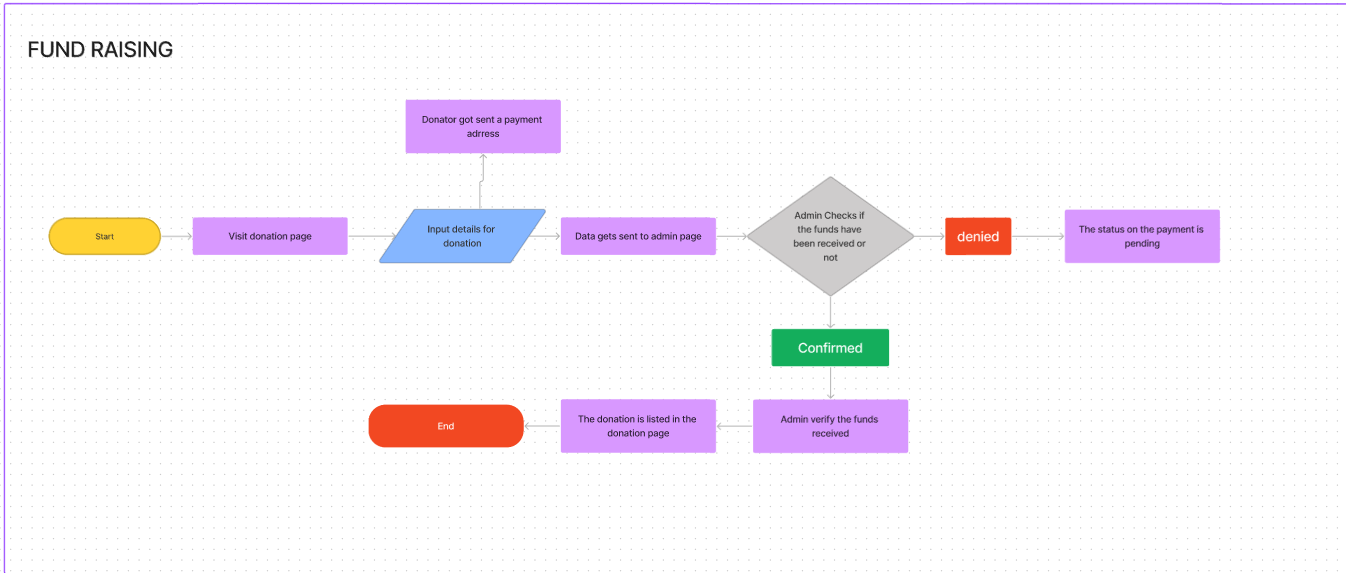 FUND RAISING
Donator got sent a payment
adrress
Start
Visit donation page
Input details for
donation
Data gets sent to admin page
Admin Checks if
the funds have
been received or
not
denied
The status on the payment is
pending
Confirmed
End
The donation is listed in the
donation page
Admin verify the funds
received